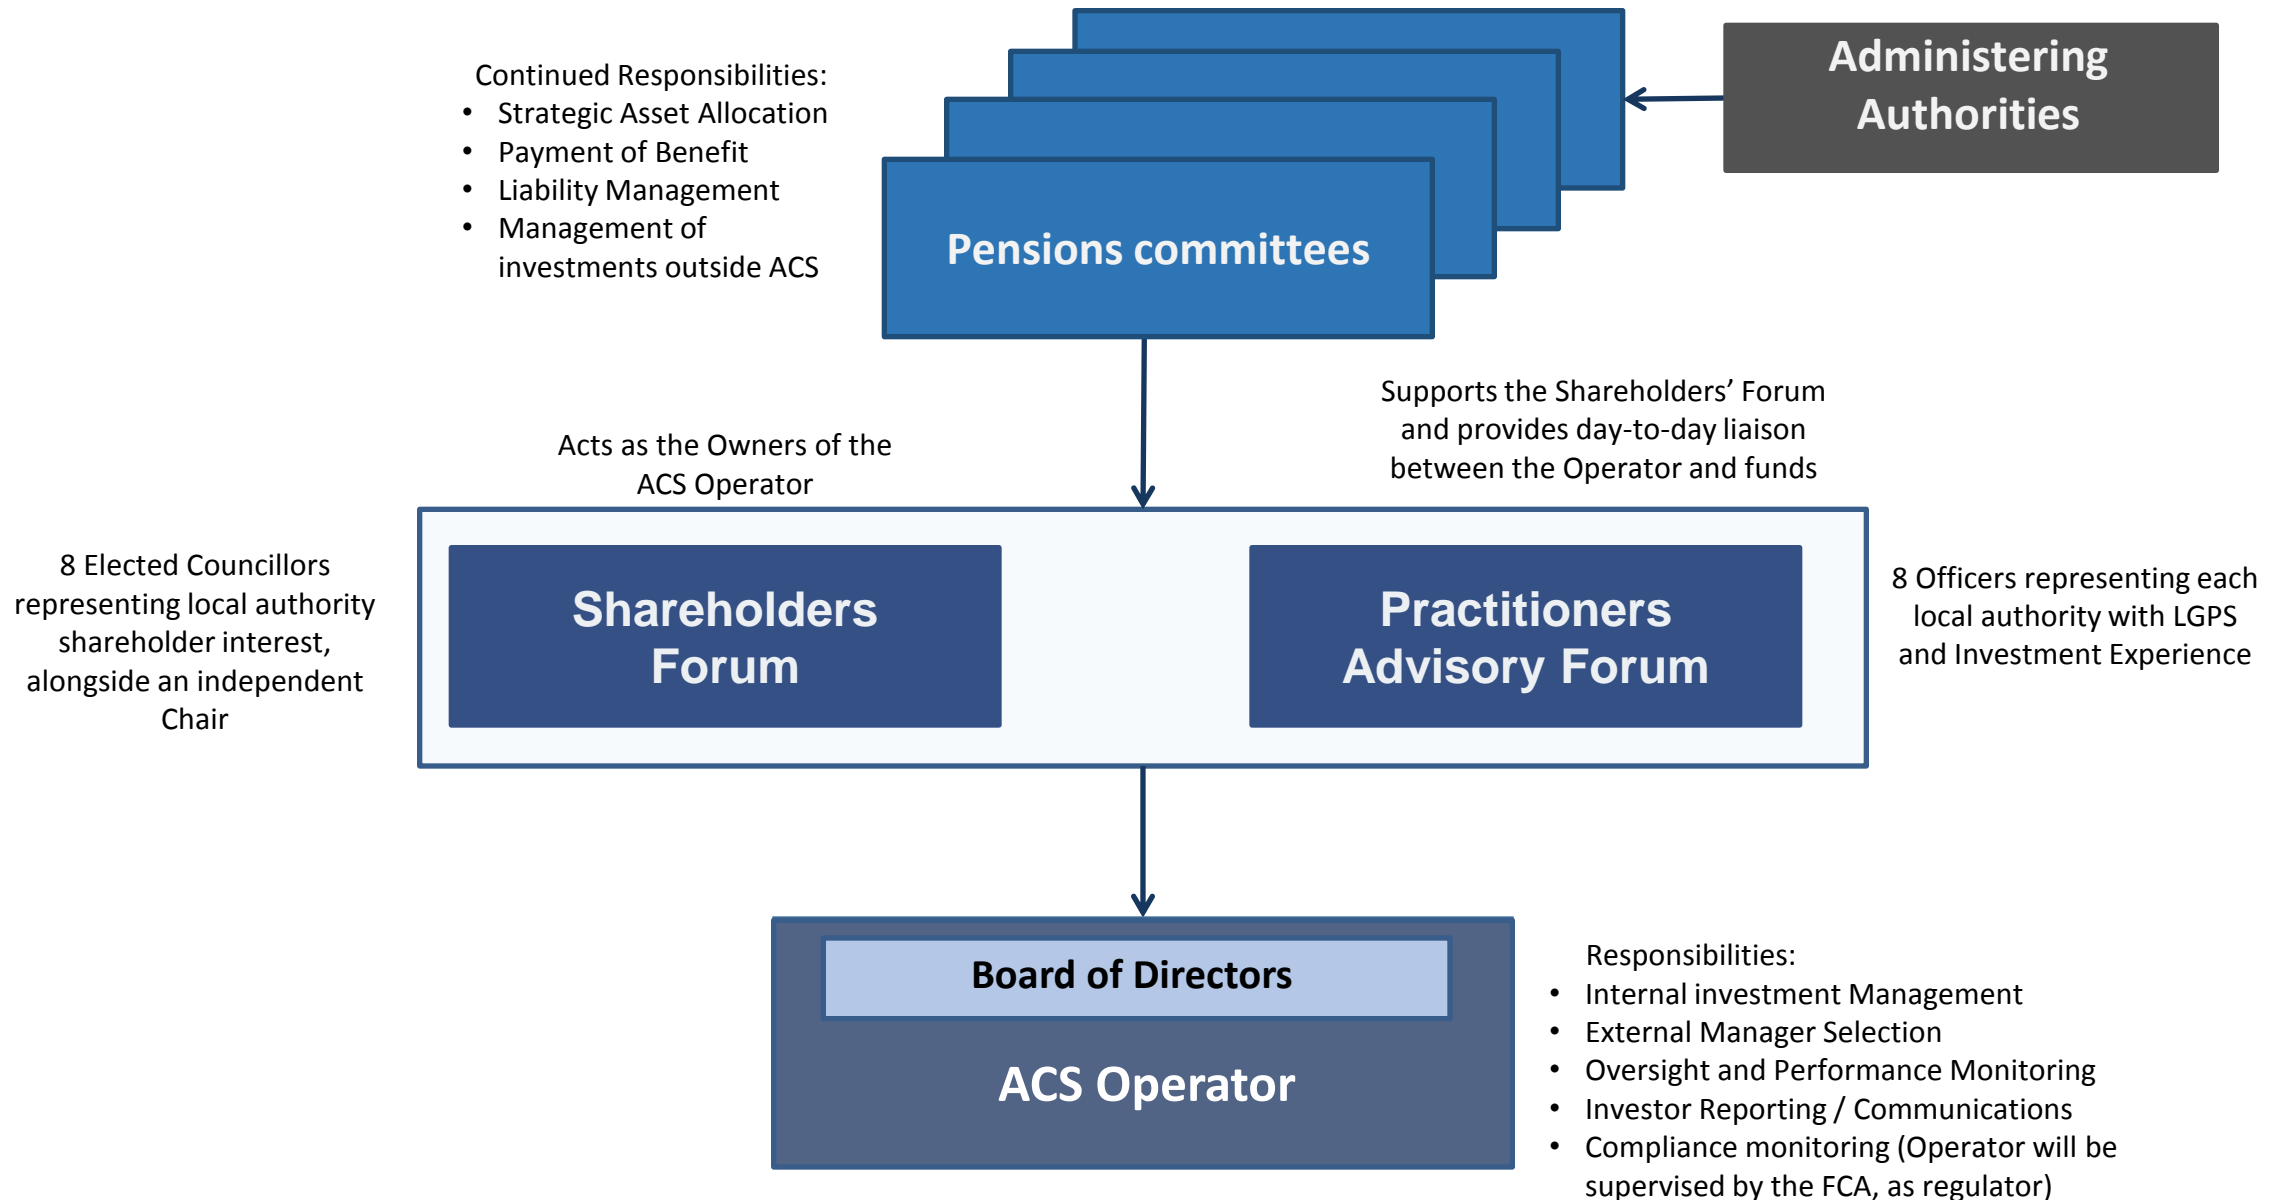 Continued Responsibilities:
• Strategic Asset Allocation
• Payment of Benefit
• Liability Management
• Management of
investments outside ACS
Pensions committees
Administering
Authorities
Acts as the Owners of the
ACS Operator
Supports the Shareholders’ Forum
and provides day-to-day liaison
between the Operator and funds
8 Elected Councillors
representing local authority
shareholder interest,
alongside an independent
Chair
Shareholders
Forum
Practitioners
Advisory Forum
8 Officers representing each
local authority with LGPS
and Investment Experience
Board of Directors
ACS Operator
Responsibilities:
• Internal investment Management
• External Manager Selection
• Oversight and Performance Monitoring
• Investor Reporting / Communications
• Compliance monitoring (Operator will be
supervised by the FCA, as regulator)